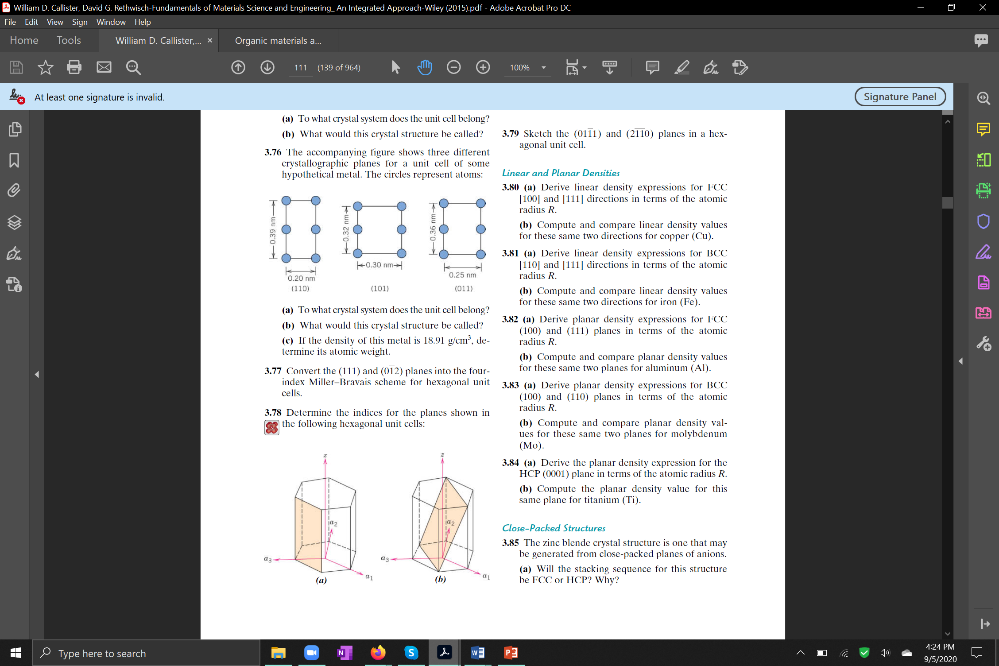 William D. Callister, David G. Rethwisch-Fundamentals of Materials Science and Engineering_ An Integrated Approach-Wiley (2015).pdf - Adobe Acrobat Pro DC
File Edit View Sign Window Help
Home Tools William D. Callister,... × Organic materials a...
111 (139 of 964) 100%
At least one signature is invalid.
Signature Panel
(a) To what crystal system does the unit cell belong?
(b) What would this crystal structure be called?
3.76 The accompanying figure shows three different
crystallographic planes for a unit cell of some
hypothetical metal. The circles represent atoms:
0.39 nm
0.20 nm
(110)
0.32 nm
0.30 nm
(101)
0.36 nm
0.25 nm
(011)
(a) To what crystal system does the unit cell belong?
(b) What would this crystal structure be called?
(c) If the density of this metal is 18.91 g/cm³, de-
termine its atomic weight.
3.77 Convert the (111) and (01̅2) planes into the four-
index Miller–Bravais scheme for hexagonal unit
cells.
3.78 Determine the indices for the planes shown in
the following hexagonal unit cells:
z
a2
a3
a1
(a)
z
a2
a3
a1
(b)
3.79 Sketch the (011̅1) and (21̅1̅0) planes in a hex-
agonal unit cell.
Linear and Planar Densities
3.80 (a) Derive linear density expressions for FCC
[100] and [111] directions in terms of the atomic
radius R.
(b) Compute and compare linear density values
for these same two directions for copper (Cu).
3.81 (a) Derive linear density expressions for BCC
[110] and [111] directions in terms of the atomic
radius R.
(b) Compute and compare linear density values
for these same two directions for iron (Fe).
3.82 (a) Derive planar density expressions for FCC
(100) and (111) planes in terms of the atomic
radius R.
(b) Compute and compare planar density values
for these same two planes for aluminum (Al).
3.83 (a) Derive planar density expressions for BCC
(100) and (110) planes in terms of the atomic
radius R.
(b) Compute and compare planar density val-
ues for these same two planes for molybdenum
(Mo).
3.84 (a) Derive the planar density expression for the
HCP (0001) plane in terms of the atomic radius R.
(b) Compute the planar density value for this
same plane for titanium (Ti).
Close-Packed Structures
3.85 The zinc blende crystal structure is one that may
be generated from close-packed planes of anions.
(a) Will the stacking sequence for this structure
be FCC or HCP? Why?
Type here to search
4:24 PM
9/5/2020